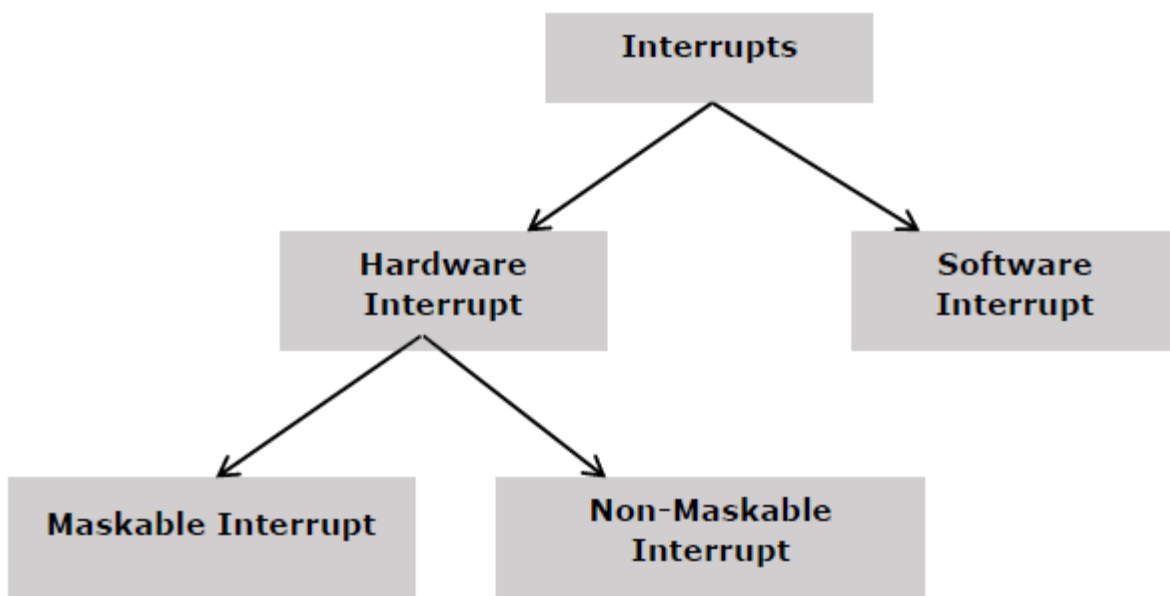 Interrupts
Hardware
Interrupt
Software
Interrupt
Maskable Interrupt
Non-Maskable
Interrupt